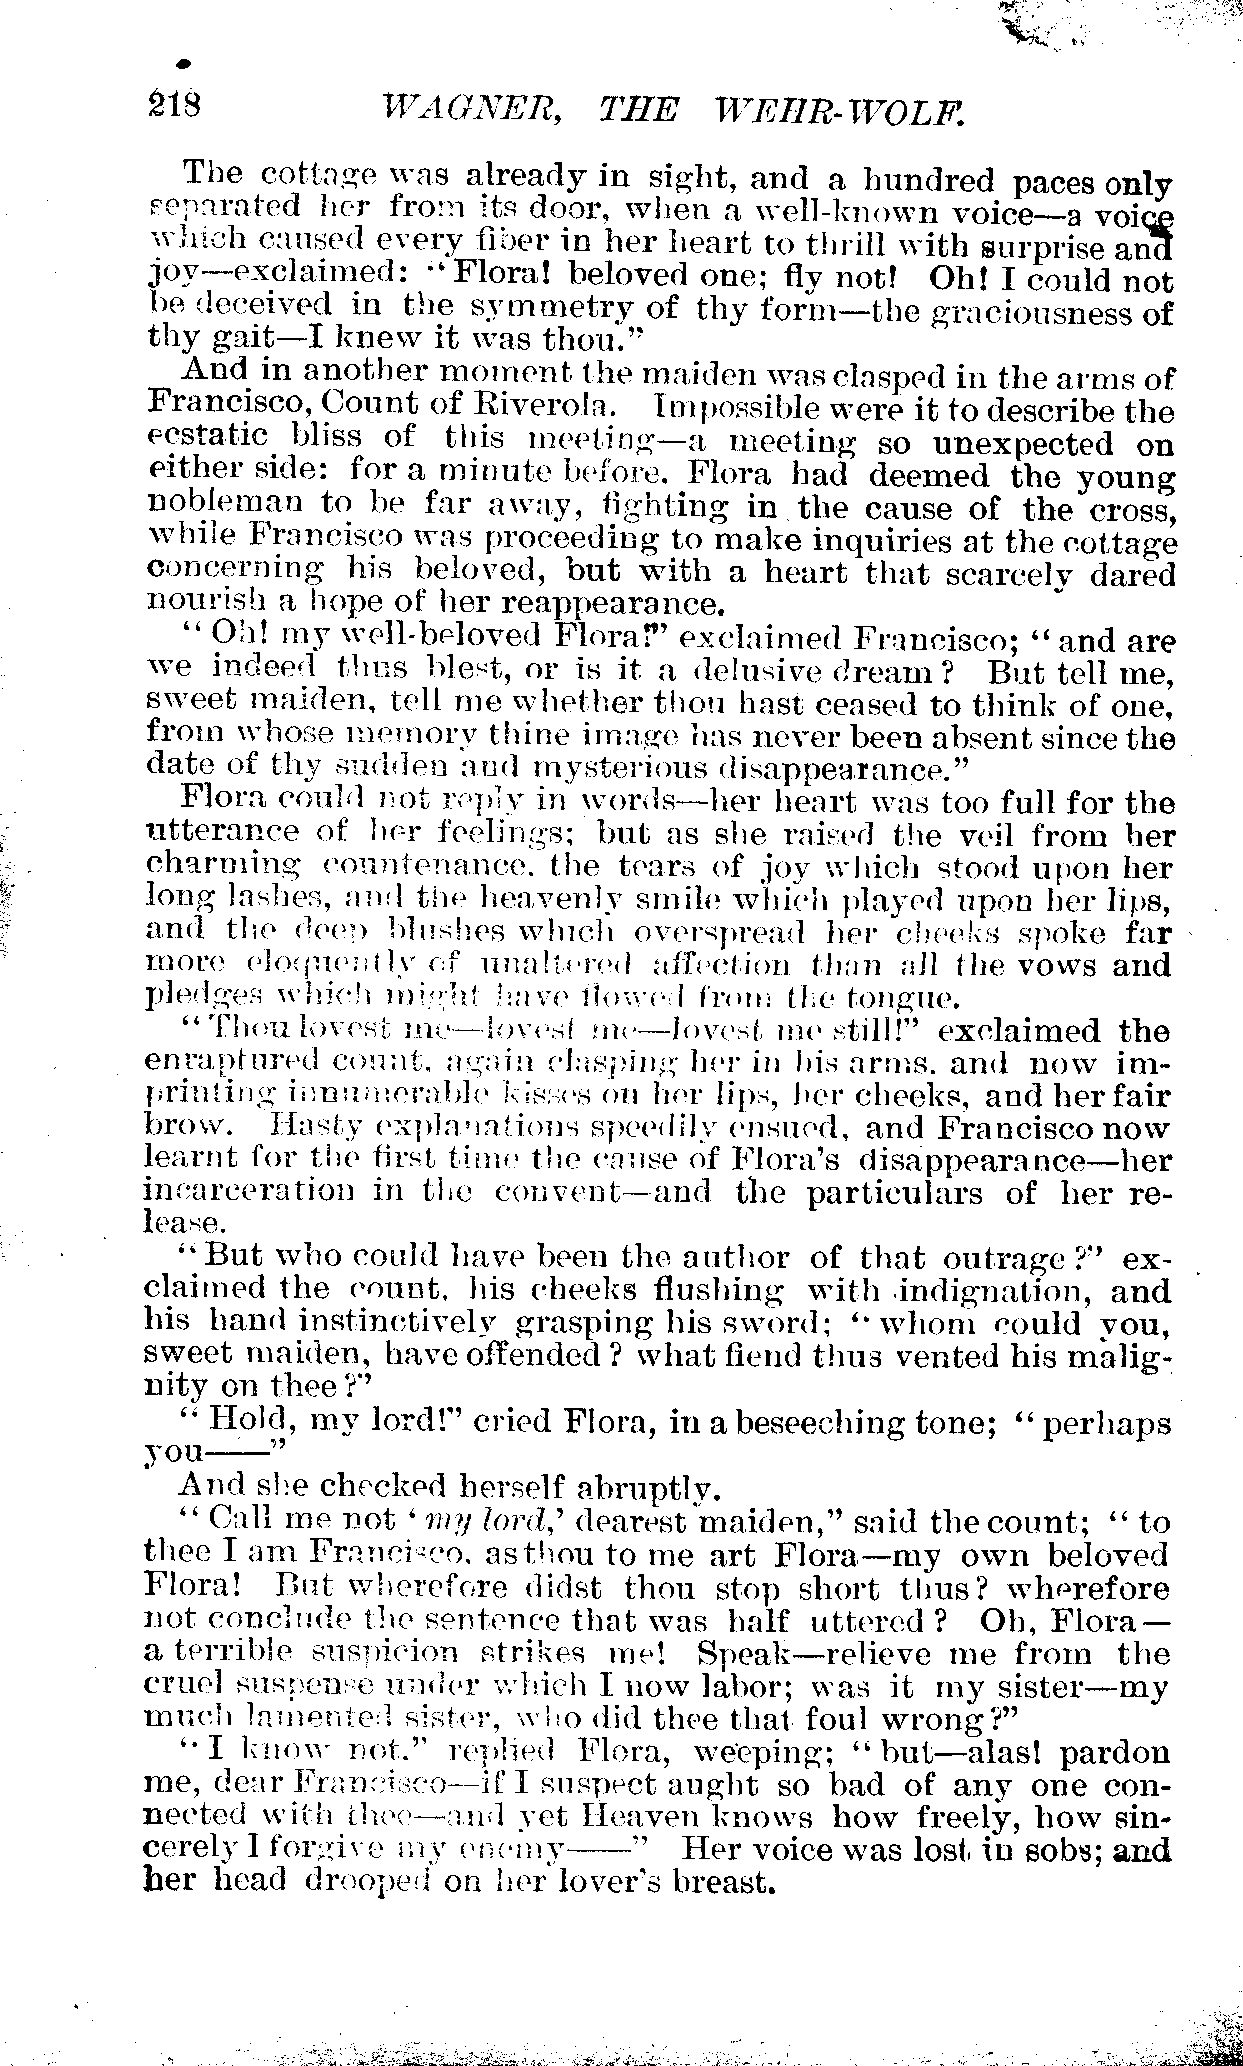 218 WAGNER, THE WEHR-WOLF.
The cottage was already in sight, and a hundred paces only
separated her from its door, when a well-known voice—a voice
which caused every fiber in her heart to thrill with surprise and
joy—exclaimed: “Flora! beloved one; fly not! Oh! I could not
be deceived in the symmetry of thy form—the graciousness of
thy gait—I knew it was thou.”
And in another moment the maiden was clasped in the arms of
Francisco, Count of Riverola. Impossible were it to describe the
ecstatic bliss of this meeting—a meeting so unexpected on
either side: for a minute before, Flora had deemed the young
nobleman to be far away, fighting in the cause of the cross,
while Francisco was proceeding to make inquiries at the cottage
concerning his beloved, but with a heart that scarcely dared
nourish a hope of her reappearance.
“Oh! my well-beloved Flora!” exclaimed Francisco; “and are
we indeed thus blest, or is it a delusive dream? But tell me,
sweet maiden, tell me whether thou hast ceased to think of one,
from whose memory thine image has never been absent since the
date of thy sudden and mysterious disappearance.”
Flora could not reply in words—her heart was too full for the
utterance of her feelings; but as she raised the veil from her
charming countenance, the tears of joy which stood upon her
long lashes, and the heavenly smile which played upon her lips,
and the deep blushes which overspread her cheeks spoke far
more eloquently of unaltered affection than all the vows and
pledges which might have flowed from the tongue.
“Thou lovest me—lovest me—lovest me still!” exclaimed the
enraptured count, again clasping her in his arms, and now im-
printing innumerable kisses on her lips, her cheeks, and her fair
brow. Hasty explanations speedily ensued, and Francisco now
learnt for the first time the cause of Flora's disappearance—her
incarceration in the convent—and the particulars of her re-
lease.
“But who could have been the author of that outrage?” ex-
claimed the count, his cheeks flushing with indignation, and
his hand instinctively grasping his sword; “whom could you,
sweet maiden, have offended? what fiend thus vented his malig-
nity on thee?”
“Hold, my lord!” cried Flora, in a beseeching tone; “perhaps
you——”
And she checked herself abruptly.
“Call me not ‘my lord,’ dearest maiden,” said the count; “to
thee I am Francisco, as thou to me art Flora—my own beloved
Flora! But wherefore didst thou stop short thus? wherefore
not conclude the sentence that was half uttered? Oh, Flora—
a terrible suspicion strikes me! Speak—relieve me from the
cruel suspense under which I now labor; was it my sister—my
much lamented sister, who did thee that foul wrong?”
“I know not.” replied Flora, weeping; “but—alas! pardon
me, dear Francisco—if I suspect aught so bad of any one con-
nected with thee—and yet Heaven knows how freely, how sin-
cerely I forgive my enemy——” Her voice was lost in sobs; and
her head drooped on her lover's breast.